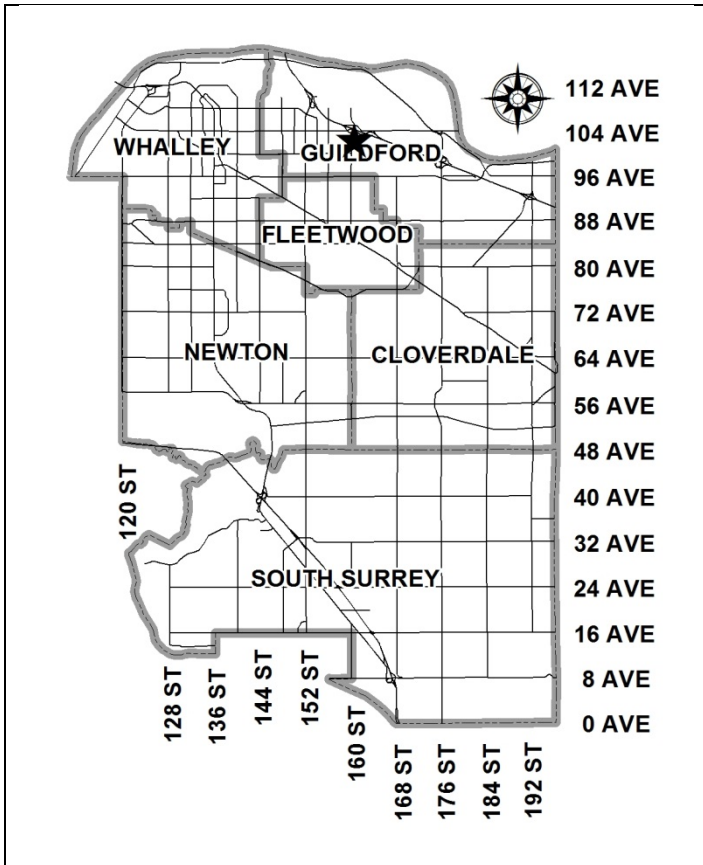 112 AVE
104 AVE
WHALLEY
GUILDFORD
96 AVE
88 AVE
FLEETWOOD
80 AVE
72 AVE
NEWTON
CLOVERDALE
64 AVE
56 AVE
48 AVE
120 ST
40 AVE
32 AVE
SOUTH SURREY
24 AVE
16 AVE
8 AVE
0 AVE
128 ST
136 ST
144 ST
152 ST
160 ST
168 ST
176 ST
184 ST
192 ST